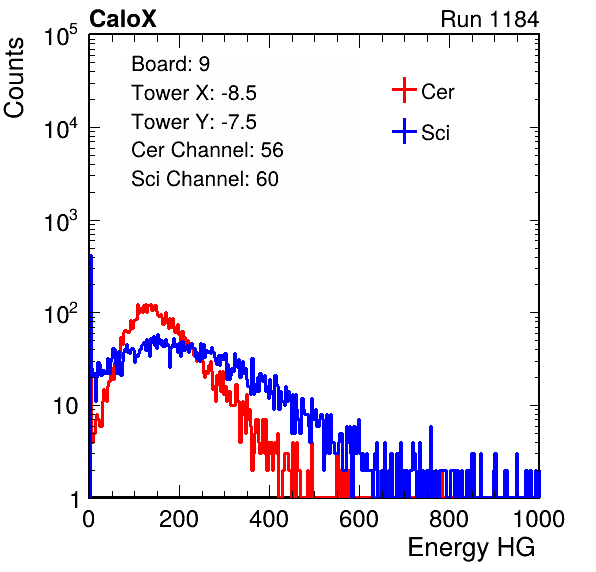 CaloX Run 1184
Counts
10^5
10^4
10^3
10^2
10
1
Board: 9
Tower X: -8.5
Tower Y: -7.5
Cer Channel: 56
Sci Channel: 60
Cer
Sci
0 200 400 600 800 1000
Energy HG